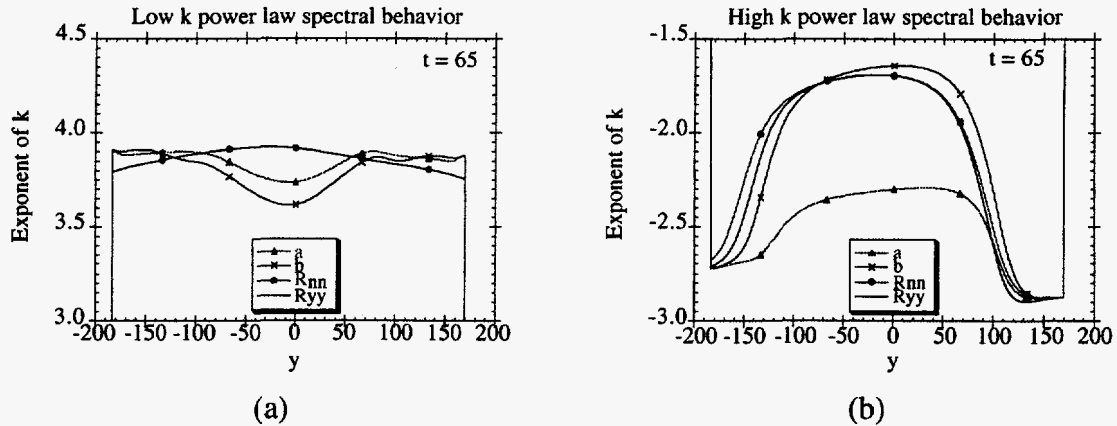 Low k power law spectral behavior
4.5
4.0
3.5
3.0
Exponent of k
t = 65
a
b
Rnn
Ryy
-200 -150 -100 -50 0 50 100 150 200
y
(a)
High k power law spectral behavior
-1.5
-2.0
-2.5
-3.0
Exponent of k
t = 65
a
b
Rnn
Ryy
-200 -150 -100 -50 0 50 100 150 200
y
(b)